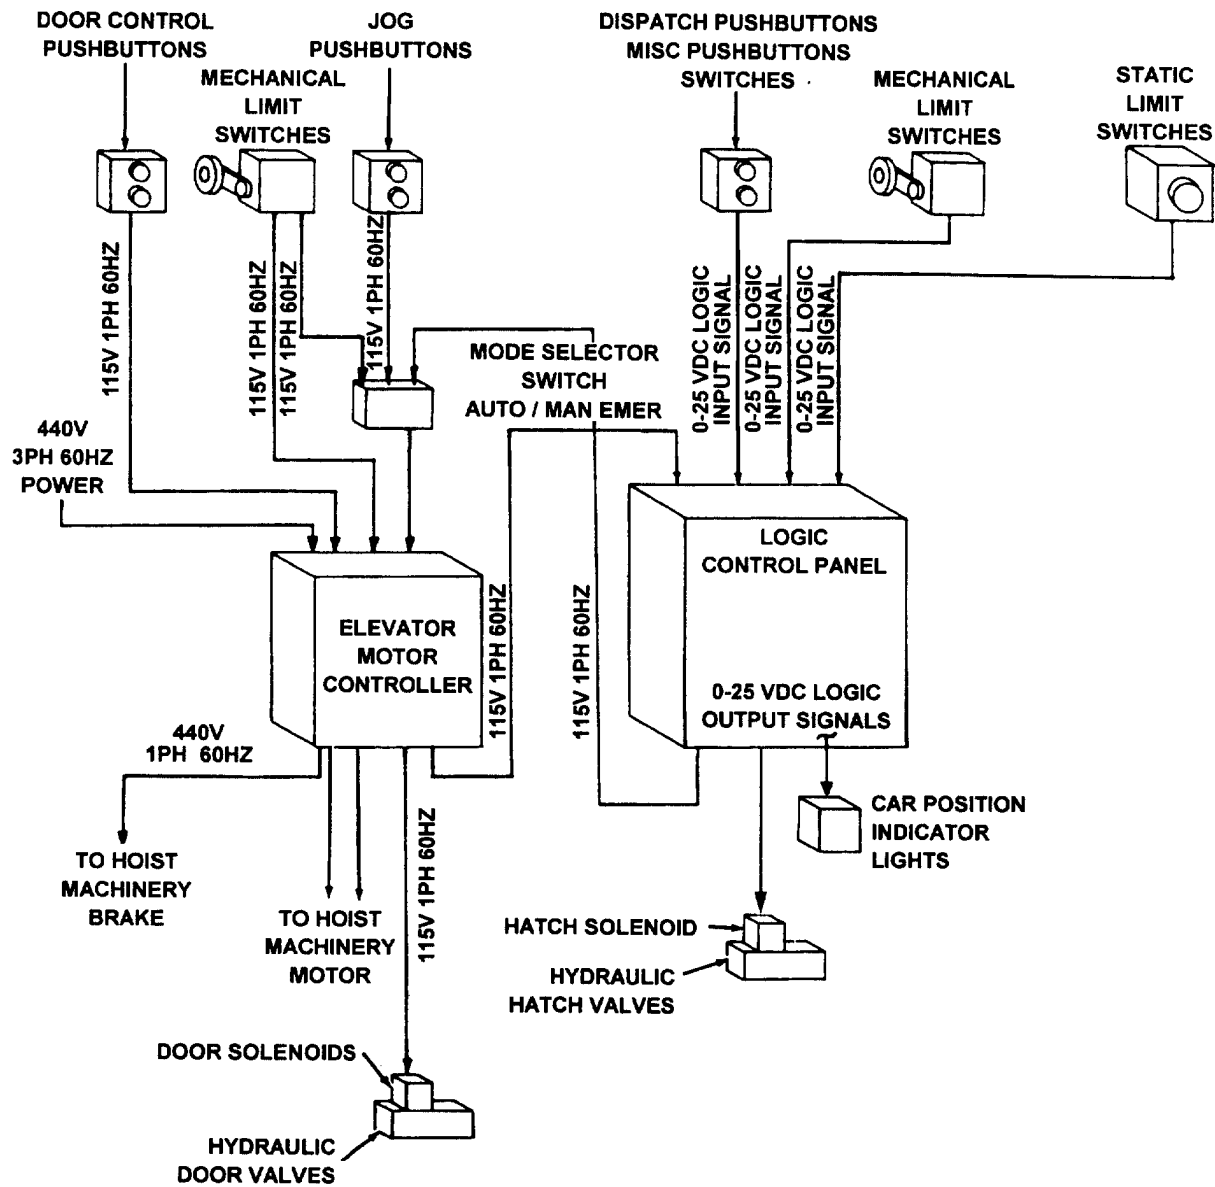 DOOR CONTROL
PUSHBUTTONS
JOG
PUSHBUTTONS
DISPATCH PUSHBUTTONS
MISC PUSHBUTTONS
SWITCHES
MECHANICAL
LIMIT
SWITCHES
MECHANICAL
LIMIT
SWITCHES
STATIC
LIMIT
SWITCHES
115V 1PH 60HZ
115V 1PH 60HZ
115V 1PH 60HZ
115V 1PH 60HZ
0-25 VDC LOGIC
INPUT SIGNAL
0-25 VDC LOGIC
INPUT SIGNAL
0-25 VDC LOGIC
INPUT SIGNAL
MODE SELECTOR
SWITCH
AUTO / MAN EMER
440V
3PH 60HZ
POWER
LOGIC
CONTROL PANEL
ELEVATOR
MOTOR
CONTROLLER
115V 1PH 60HZ
115V 1PH 60HZ
0-25 VDC LOGIC
OUTPUT SIGNALS
440V
1PH 60HZ
TO HOIST
MACHINERY
BRAKE
TO HOIST
MACHINERY
MOTOR
115V 1PH 60HZ
CAR POSITION
INDICATOR
LIGHTS
HATCH SOLENOID
HYDRAULIC
HATCH VALVES
DOOR SOLENOIDS
HYDRAULIC
DOOR VALVES